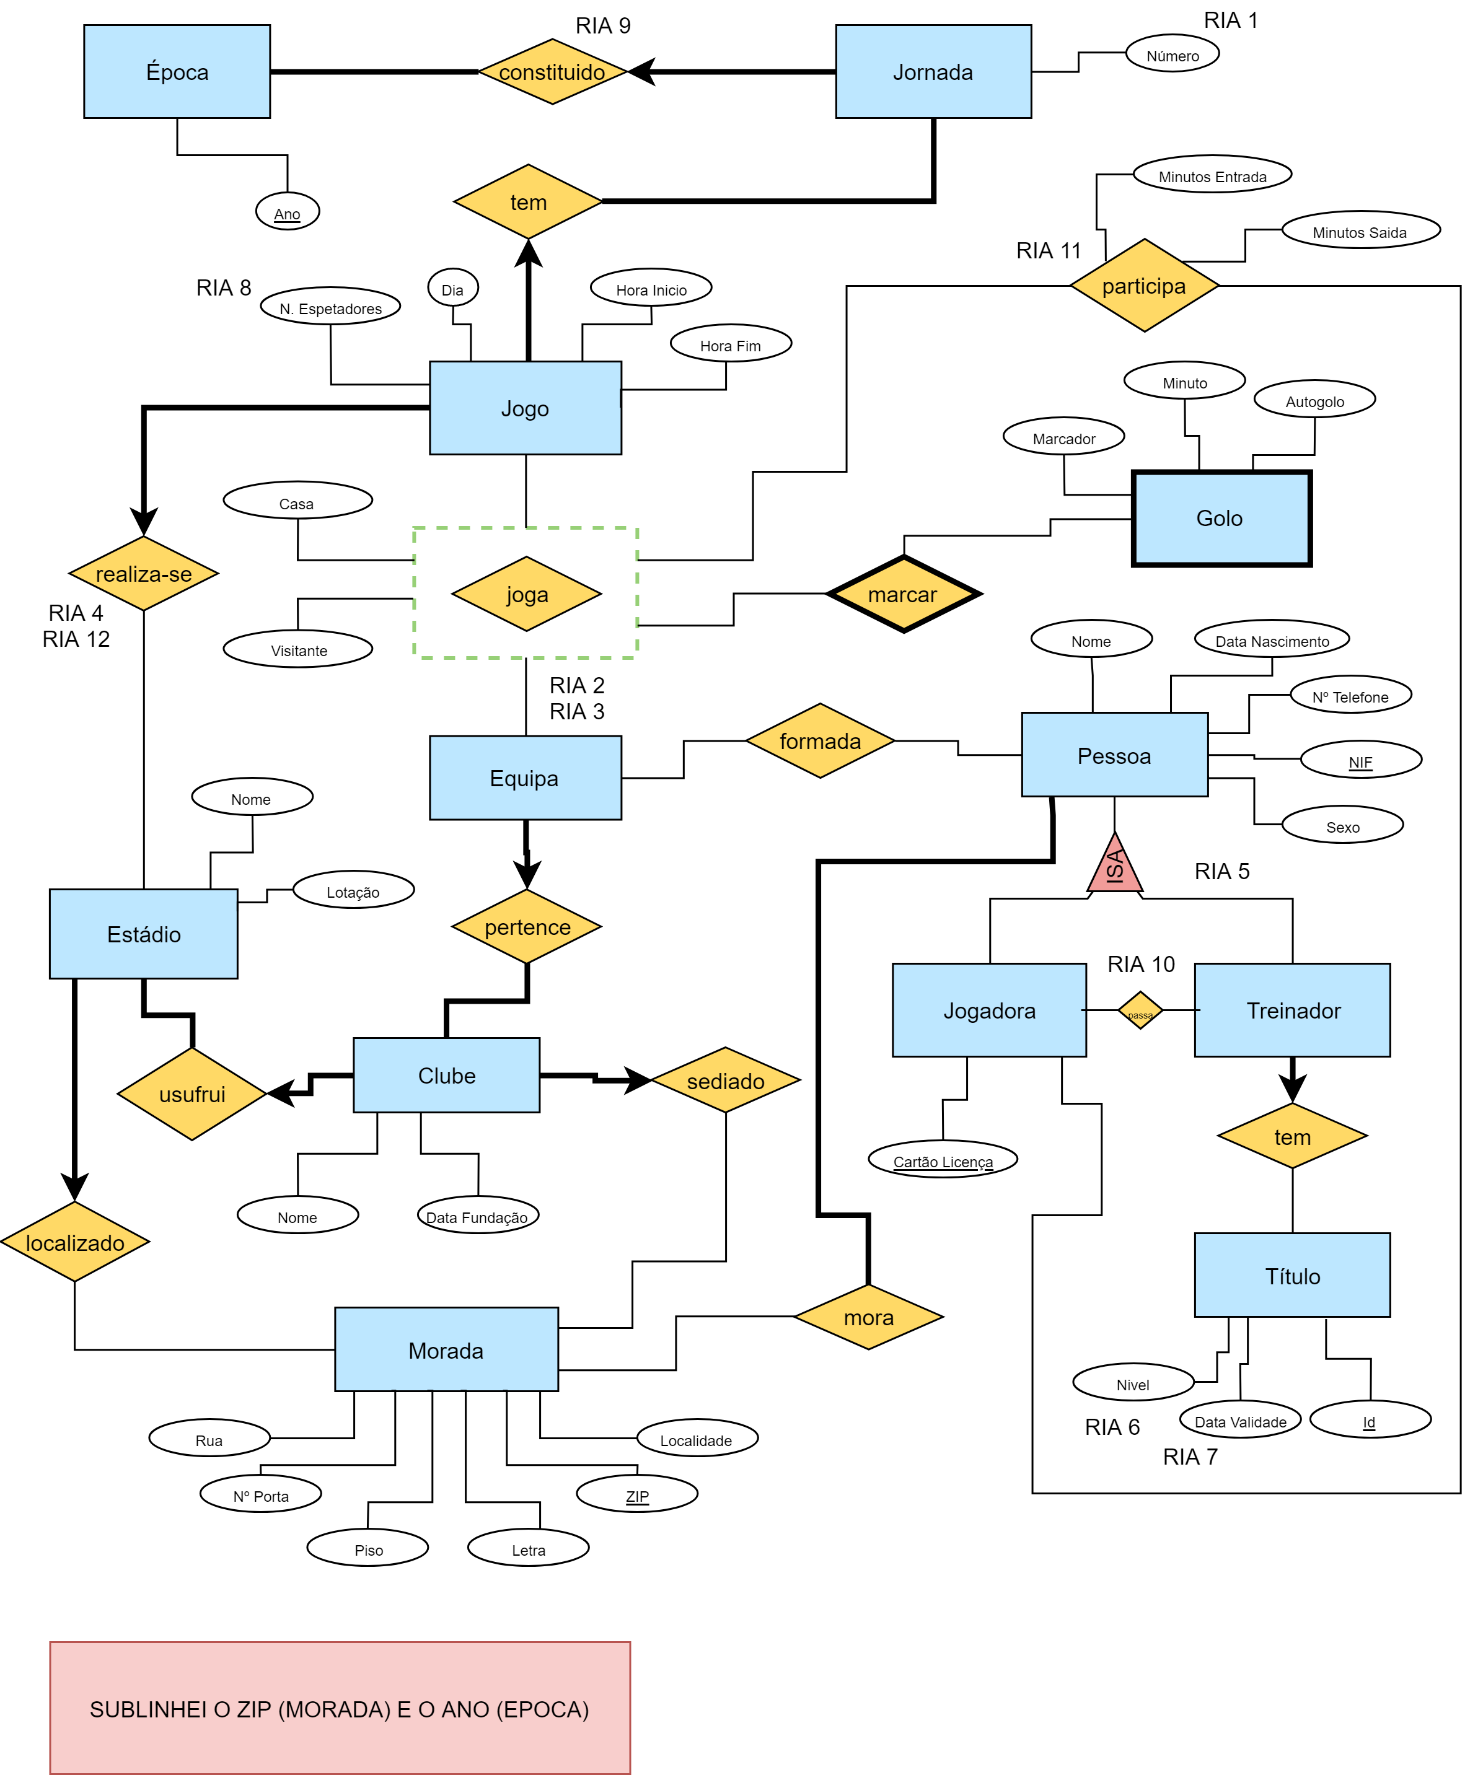 RIA 9
RIA 1
Época
constituido
Jornada
Número
Ano
tem
Minutos Entrada
Minutos Saida
RIA 11
participa
RIA 8
N. Espetadores
Dia
Hora Inicio
Hora Fim
Jogo
Minuto
Autogolo
Marcador
Golo
Casa
joga
Visitante
marcar
realiza-se
RIA 4
RIA 12
RIA 2
RIA 3
Nome
Data Nascimento
Nº Telefone
NIF
Sexo
Pessoa
formada
Equipa
Nome
Lotação
Estádio
pertence
ISA
RIA 5
RIA 10
Jogadora
passa
Treinador
Clube
usufrui
sediado
Cartão Licença
tem
Nome
Data Fundação
localizado
Título
mora
Morada
Nivel
RIA 6
Data Validade
Id
RIA 7
Rua
Localidade
Nº Porta
ZIP
Piso
Letra
SUBLINHEI O ZIP (MORADA) E O ANO (EPOCA)